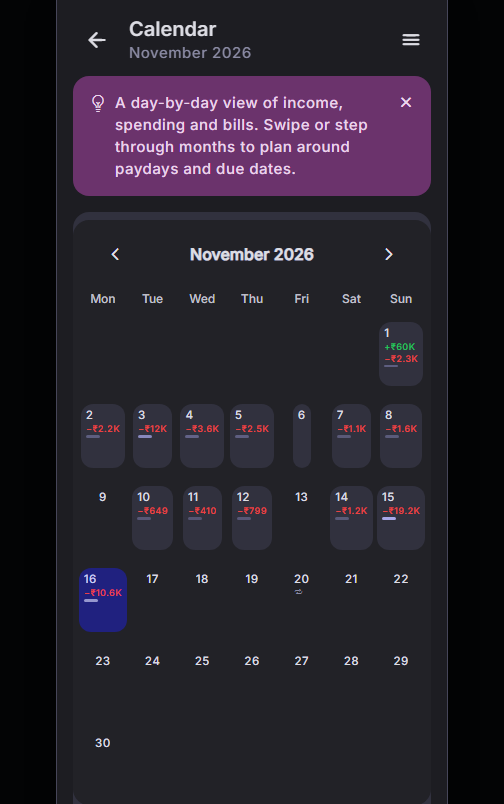 Calendar
November 2026
A day-by-day view of income,
spending and bills. Swipe or step
through months to plan around
paydays and due dates.
November 2026
Mon Tue Wed Thu Fri Sat Sun
1
+₹60K
−₹2.3K
2 3 4 5 6 7 8
−₹2.2K −₹12K −₹3.6K −₹2.5K −₹1.1K −₹1.6K
9 10 11 12 13 14 15
−₹649 −₹410 −₹799 −₹1.2K −₹19.2K
16 17 18 19 20 21 22
−₹10.6K
23 24 25 26 27 28 29
30